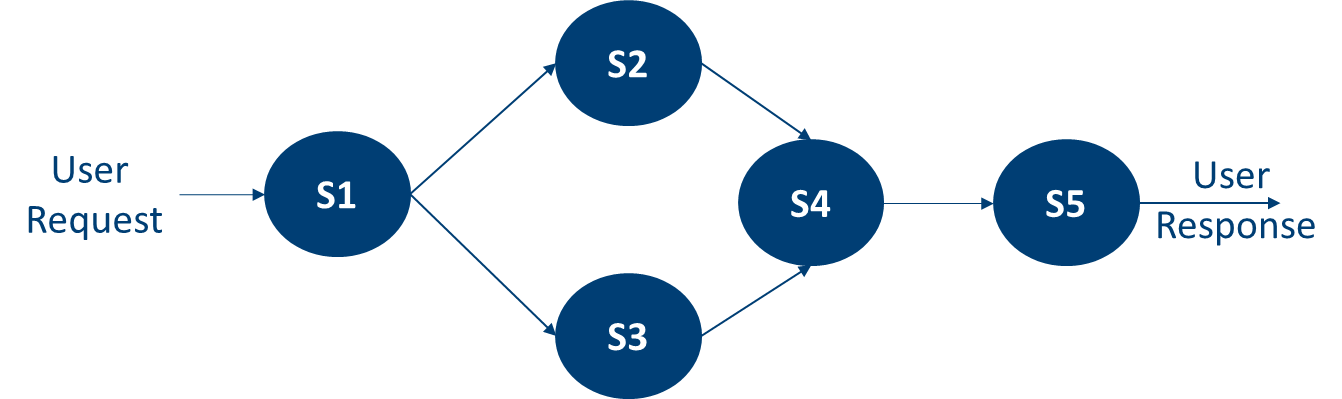 User
Request
S1
S2
S3
S4
S5
User
Response